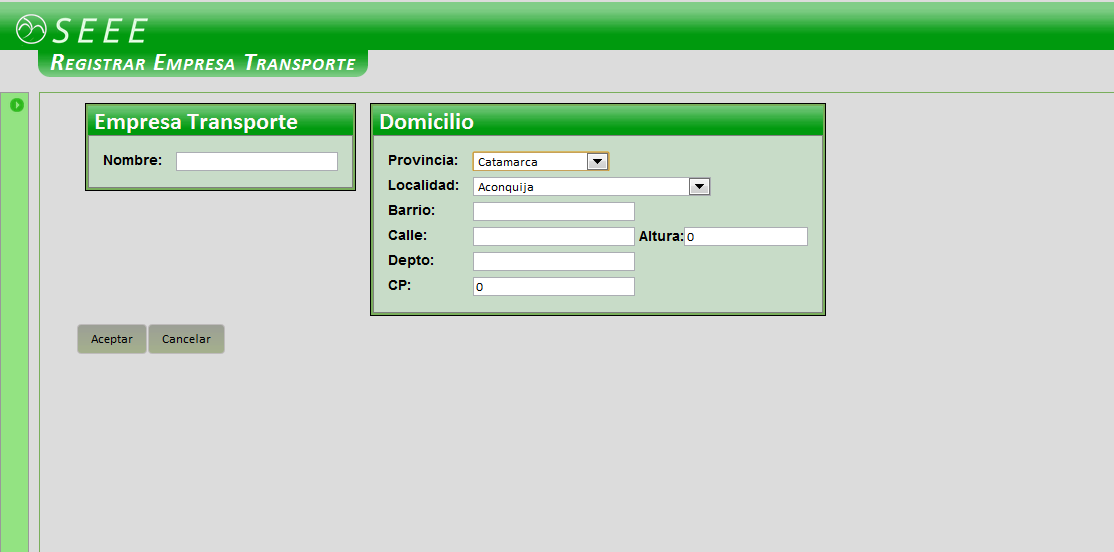 SEEE
REGISTRAR EMPRESA TRANSPORTE
Empresa Transporte
Nombre:
Domicilio
Provincia: Catamarca
Localidad: Aconquija
Barrio:
Calle: Altura: 0
Depto:
CP: 0
Aceptar Cancelar